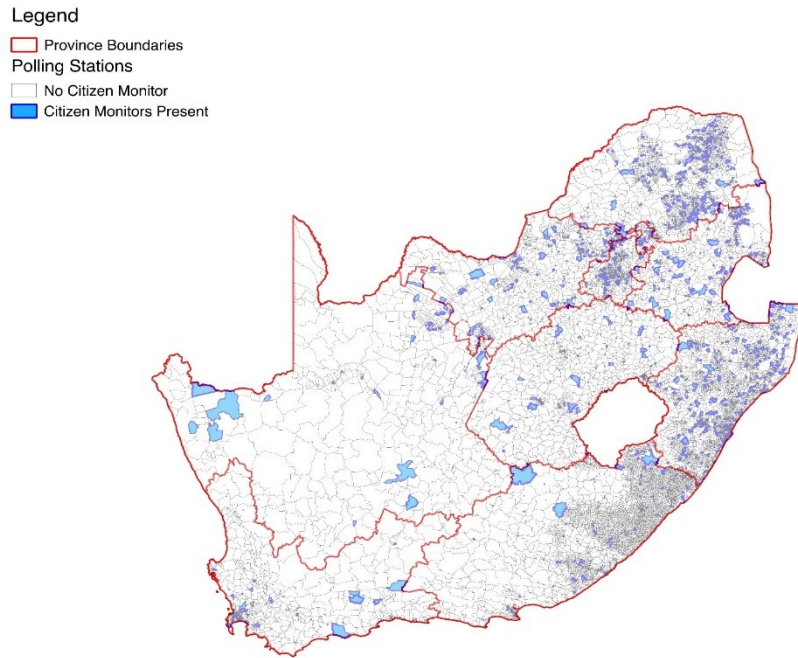 Legend
Province Boundaries
Polling Stations
No Citizen Monitor
Citizen Monitors Present